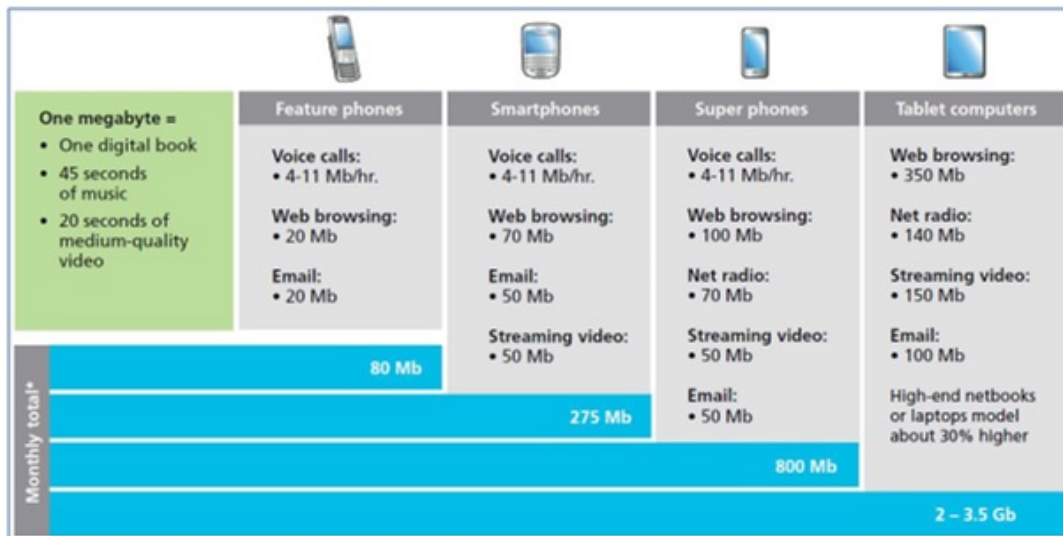 One megabyte =
• One digital book
• 45 seconds
of music
• 20 seconds of
medium-quality
video
Feature phones
Voice calls:
• 4-11 Mb/hr.
Web browsing:
• 20 Mb
Email:
• 20 Mb
Smartphones
Voice calls:
• 4-11 Mb/hr.
Web browsing:
• 70 Mb
Email:
• 50 Mb
Streaming video:
• 50 Mb
Super phones
Voice calls:
• 4-11 Mb/hr.
Web browsing:
• 100 Mb
Net radio:
• 70 Mb
Streaming video:
• 50 Mb
Email:
• 50 Mb
Tablet computers
Web browsing:
• 350 Mb
Net radio:
• 140 Mb
Streaming video:
• 150 Mb
Email:
• 100 Mb
High-end netbooks
or laptops model
about 30% higher
Monthly total*
80 Mb
275 Mb
800 Mb
2 – 3.5 Gb